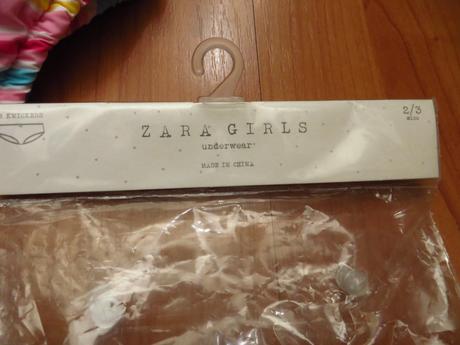 KNICKERS
ZARA GIRLS
underwear
MADE IN CHINA
2/3